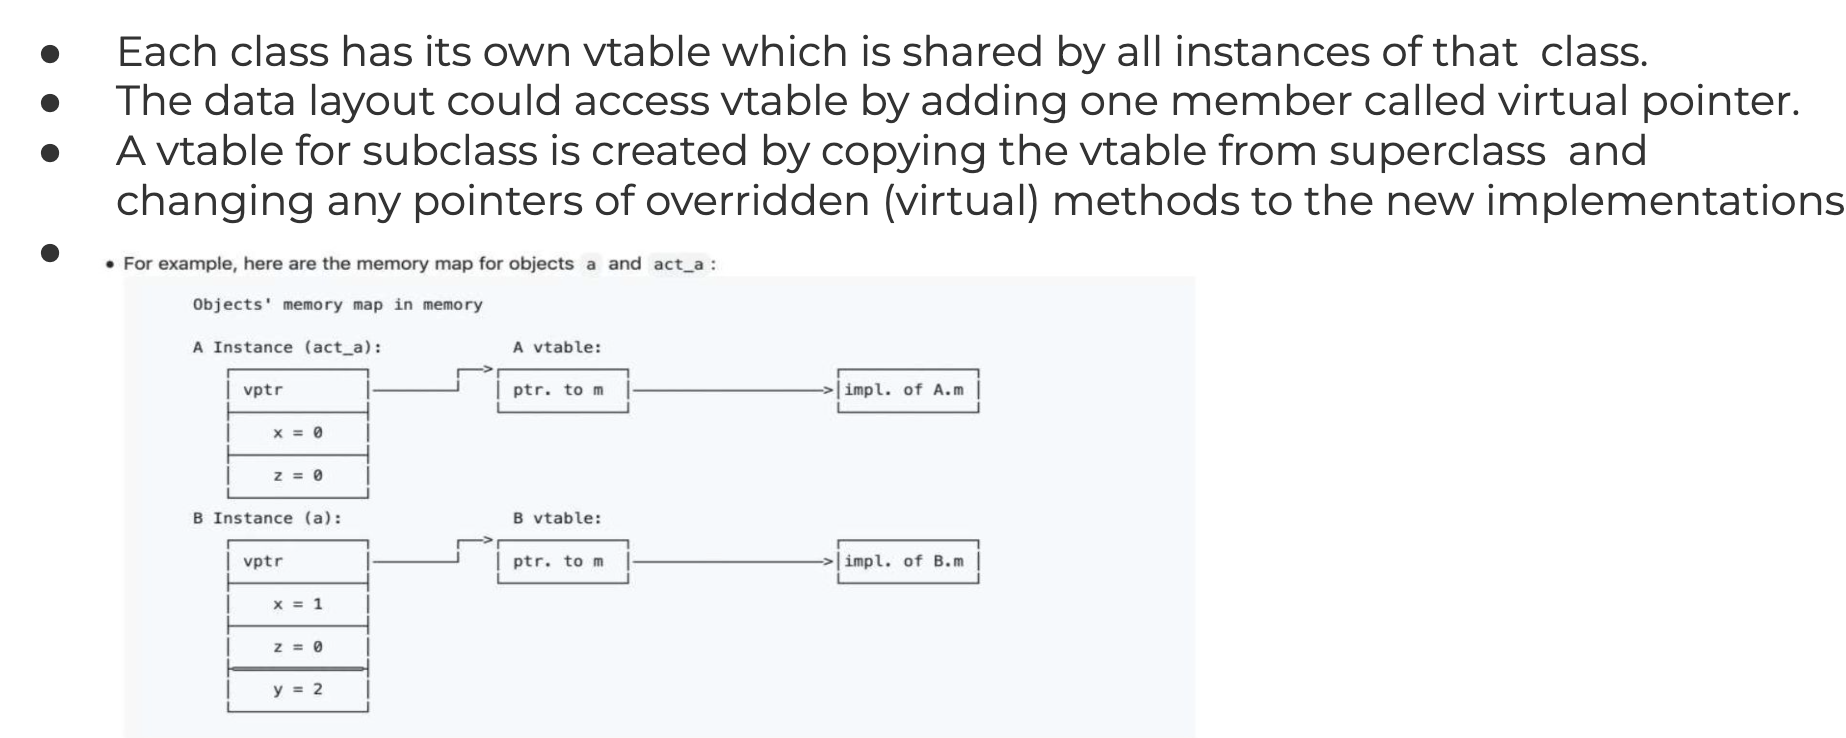 ● Each class has its own vtable which is shared by all instances of that class.
● The data layout could access vtable by adding one member called virtual pointer.
● A vtable for subclass is created by copying the vtable from superclass and
changing any pointers of overridden (virtual) methods to the new implementations
●
• For example, here are the memory map for objects a and act_a :
Objects' memory map in memory
A Instance (act_a): A vtable:
vptr ptr. to m impl. of A.m
x = 0
z = 0
B Instance (a): B vtable:
vptr ptr. to m impl. of B.m
x = 1
z = 0
y = 2